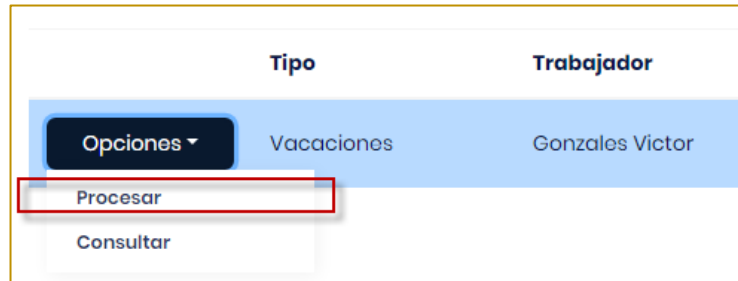 Tipo Trabajador
Opciones Vacaciones Gonzales Victor
Procesar
Consultar